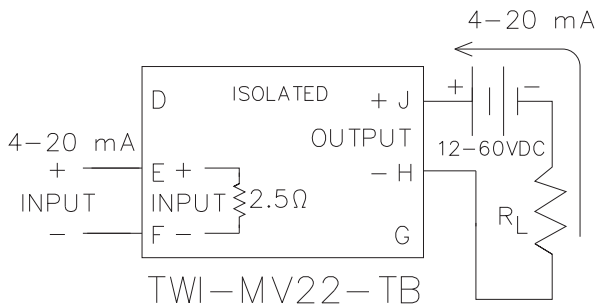 4-20 mA
D ISOLATED + J + -
OUTPUT
4-20 mA 12-60VDC
+ E + - H
INPUT INPUT 2.5Ω
- F - G R_L
TWI-MV22-TB